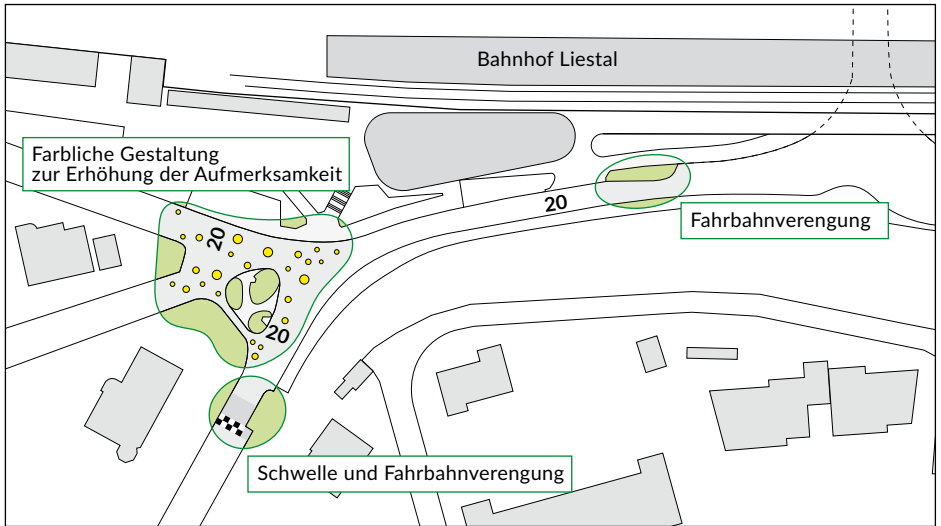 Bahnhof Liestal
Farbliche Gestaltung
zur Erhöhung der Aufmerksamkeit
20
20
Fahrbahnverengung
20
Schwelle und Fahrbahnverengung